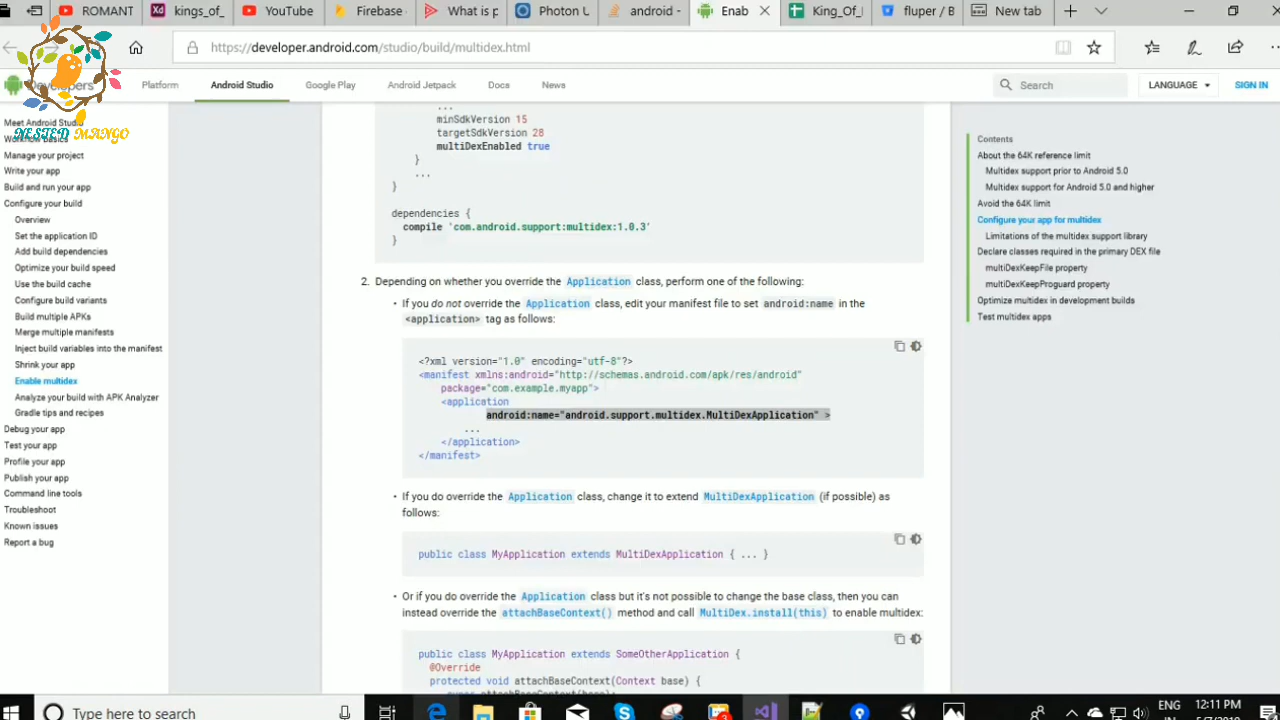 ROMANT
kings_of_
YouTube
Firebase
What is p
Photon U
android -
Enab
King_Of_
fluper / B
New tab
https://developer.android.com/studio/build/multidex.html
Developers
Platform
Android Studio
Google Play
Android Jetpack
Docs
News
Search
LANGUAGE
SIGN IN
NESTED MANGO
Meet Android Studio
Workflow basics
Manage your project
Write your app
Build and run your app
Configure your build
Overview
Set the application ID
Add build dependencies
Optimize your build speed
Use the build cache
Configure build variants
Build multiple APKs
Merge multiple manifests
Inject build variables into the manifest
Shrink your app
Enable multidex
Analyze your build with APK Analyzer
Gradle tips and recipes
Debug your app
Test your app
Profile your app
Publish your app
Command line tools
Troubleshoot
Known issues
Report a bug
...
minSdkVersion 15
targetSdkVersion 28
multiDexEnabled true
}
...
}
dependencies {
compile 'com.android.support:multidex:1.0.3'
}
2. Depending on whether you override the Application class, perform one of the following:
• If you do not override the Application class, edit your manifest file to set android:name in the
<application> tag as follows:
<?xml version="1.0" encoding="utf-8"?>
<manifest xmlns:android="http://schemas.android.com/apk/res/android"
package="com.example.myapp">
<application
android:name="android.support.multidex.MultiDexApplication" >
...
</application>
</manifest>
• If you do override the Application class, change it to extend MultiDexApplication (if possible) as
follows:
public class MyApplication extends MultiDexApplication { ... }
• Or if you do override the Application class but it's not possible to change the base class, then you can
instead override the attachBaseContext() method and call MultiDex.install(this) to enable multidex:
public class MyApplication extends SomeOtherApplication {
@Override
protected void attachBaseContext(Context base) {
Contents
About the 64K reference limit
Multidex support prior to Android 5.0
Multidex support for Android 5.0 and higher
Avoid the 64K limit
Configure your app for multidex
Limitations of the multidex support library
Declare classes required in the primary DEX file
multiDexKeepFile property
multiDexKeepProguard property
Optimize multidex in development builds
Test multidex apps
Type here to search
ENG
12:11 PM
IN